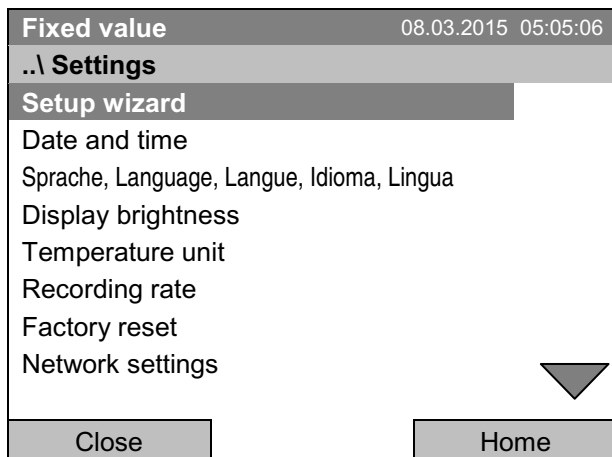 Fixed value 08.03.2015 05:05:06
..\ Settings
Setup wizard
Date and time
Sprache, Language, Langue, Idioma, Lingua
Display brightness
Temperature unit
Recording rate
Factory reset
Network settings
Close Home